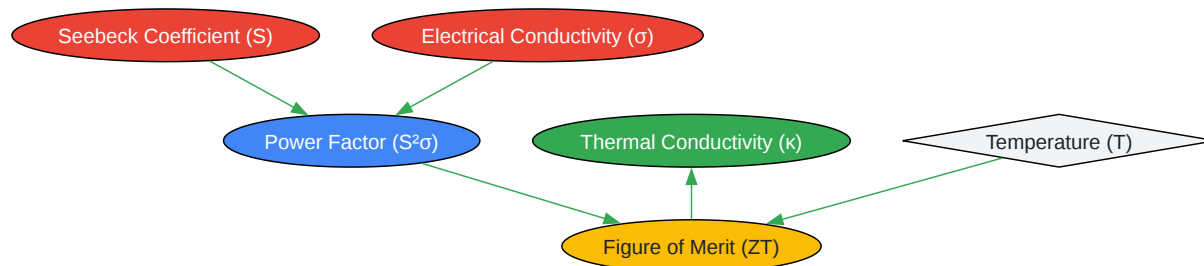 Seebeck Coefficient (S)
Electrical Conductivity (σ)
Power Factor (S²σ)
Thermal Conductivity (κ)
Temperature (T)
Figure of Merit (ZT)